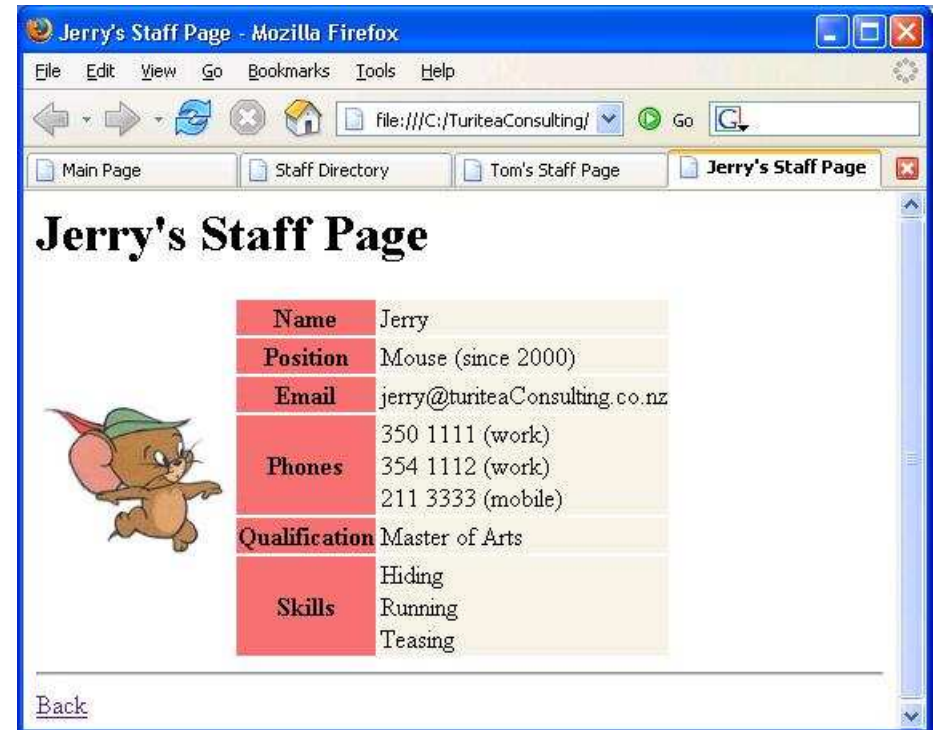 Jerry's Staff Page - Mozilla Firefox
File Edit View Go Bookmarks Tools Help
file:///C:/TuriteaConsulting/ Go G
Main Page Staff Directory Tom's Staff Page Jerry's Staff Page
Jerry's Staff Page
Name Jerry
Position Mouse (since 2000)
Email jerry@turiteaConsulting.co.nz
Phones 350 1111 (work)
354 1112 (work)
211 3333 (mobile)
Qualification Master of Arts
Skills Hiding
Running
Teasing
Back